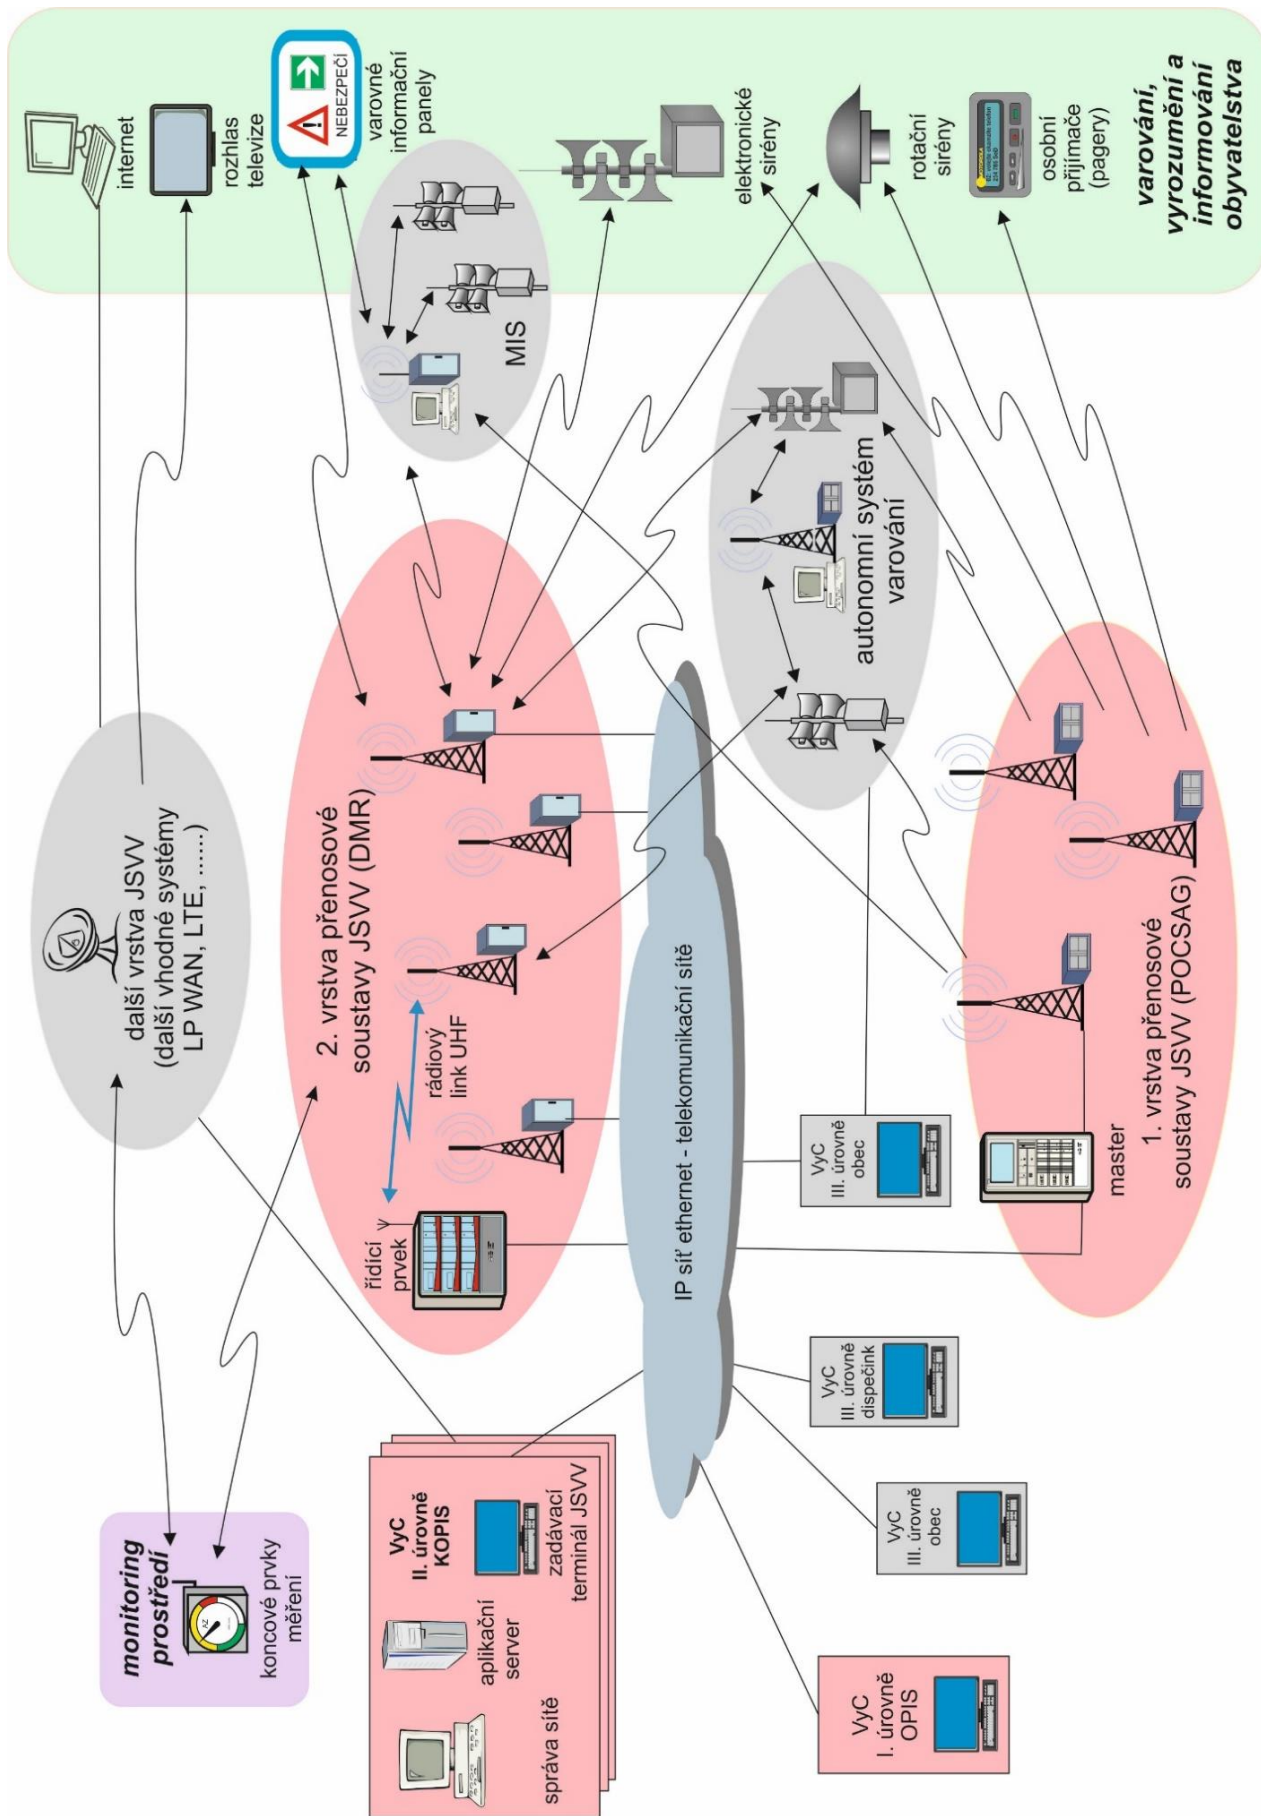 monitoring
prostředí
koncové prvky
měření
další vrstva JSVV
(další vhodné systémy
LP WAN, LTE, ......)
internet
rozhlas
televize
NEBEZPEČÍ
varovné
informační
panely
2. vrstva přenosové
soustavy JSVV (DMR)
řídící
prvek
rádiový
link UHF
MIS
elektronické
sirény
rotační
sirény
osobní
přijímače
(pagery)
varování,
vyrozumění a
informování
obyvatelstva
správa sítě
aplikační
server
VyC
II. úrovně
KOPIS
zadávací
terminál JSVV
IP síť ethernet - telekomunikační sítě
autonomní systém
varování
VyC
I. úrovně
OPIS
VyC
III. úrovně
obec
VyC
III. úrovně
dispečink
VyC
III. úrovně
obec
master
1. vrstva přenosové
soustavy JSVV (POCSAG)